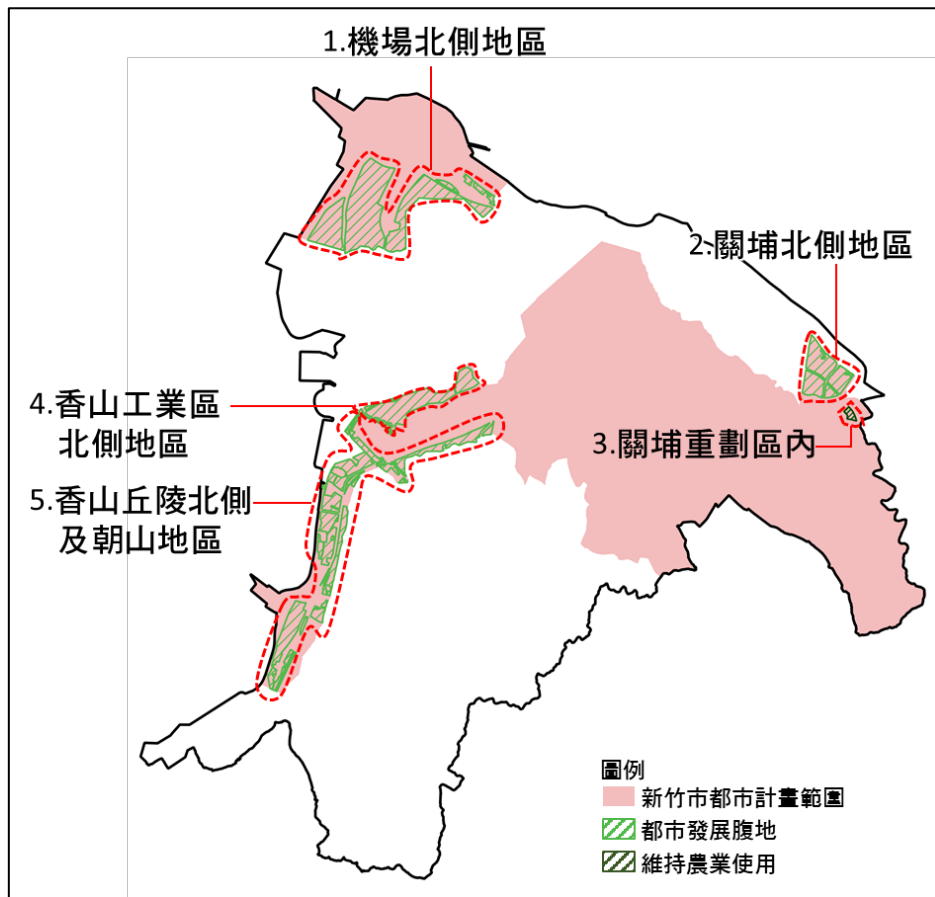 1.機場北側地區
2.關埔北側地區
3.關埔重劃區內
4.香山工業區
北側地區
5.香山丘陵北側
及朝山地區
圖例
新竹市都市計畫範圍
都市發展腹地
維持農業使用